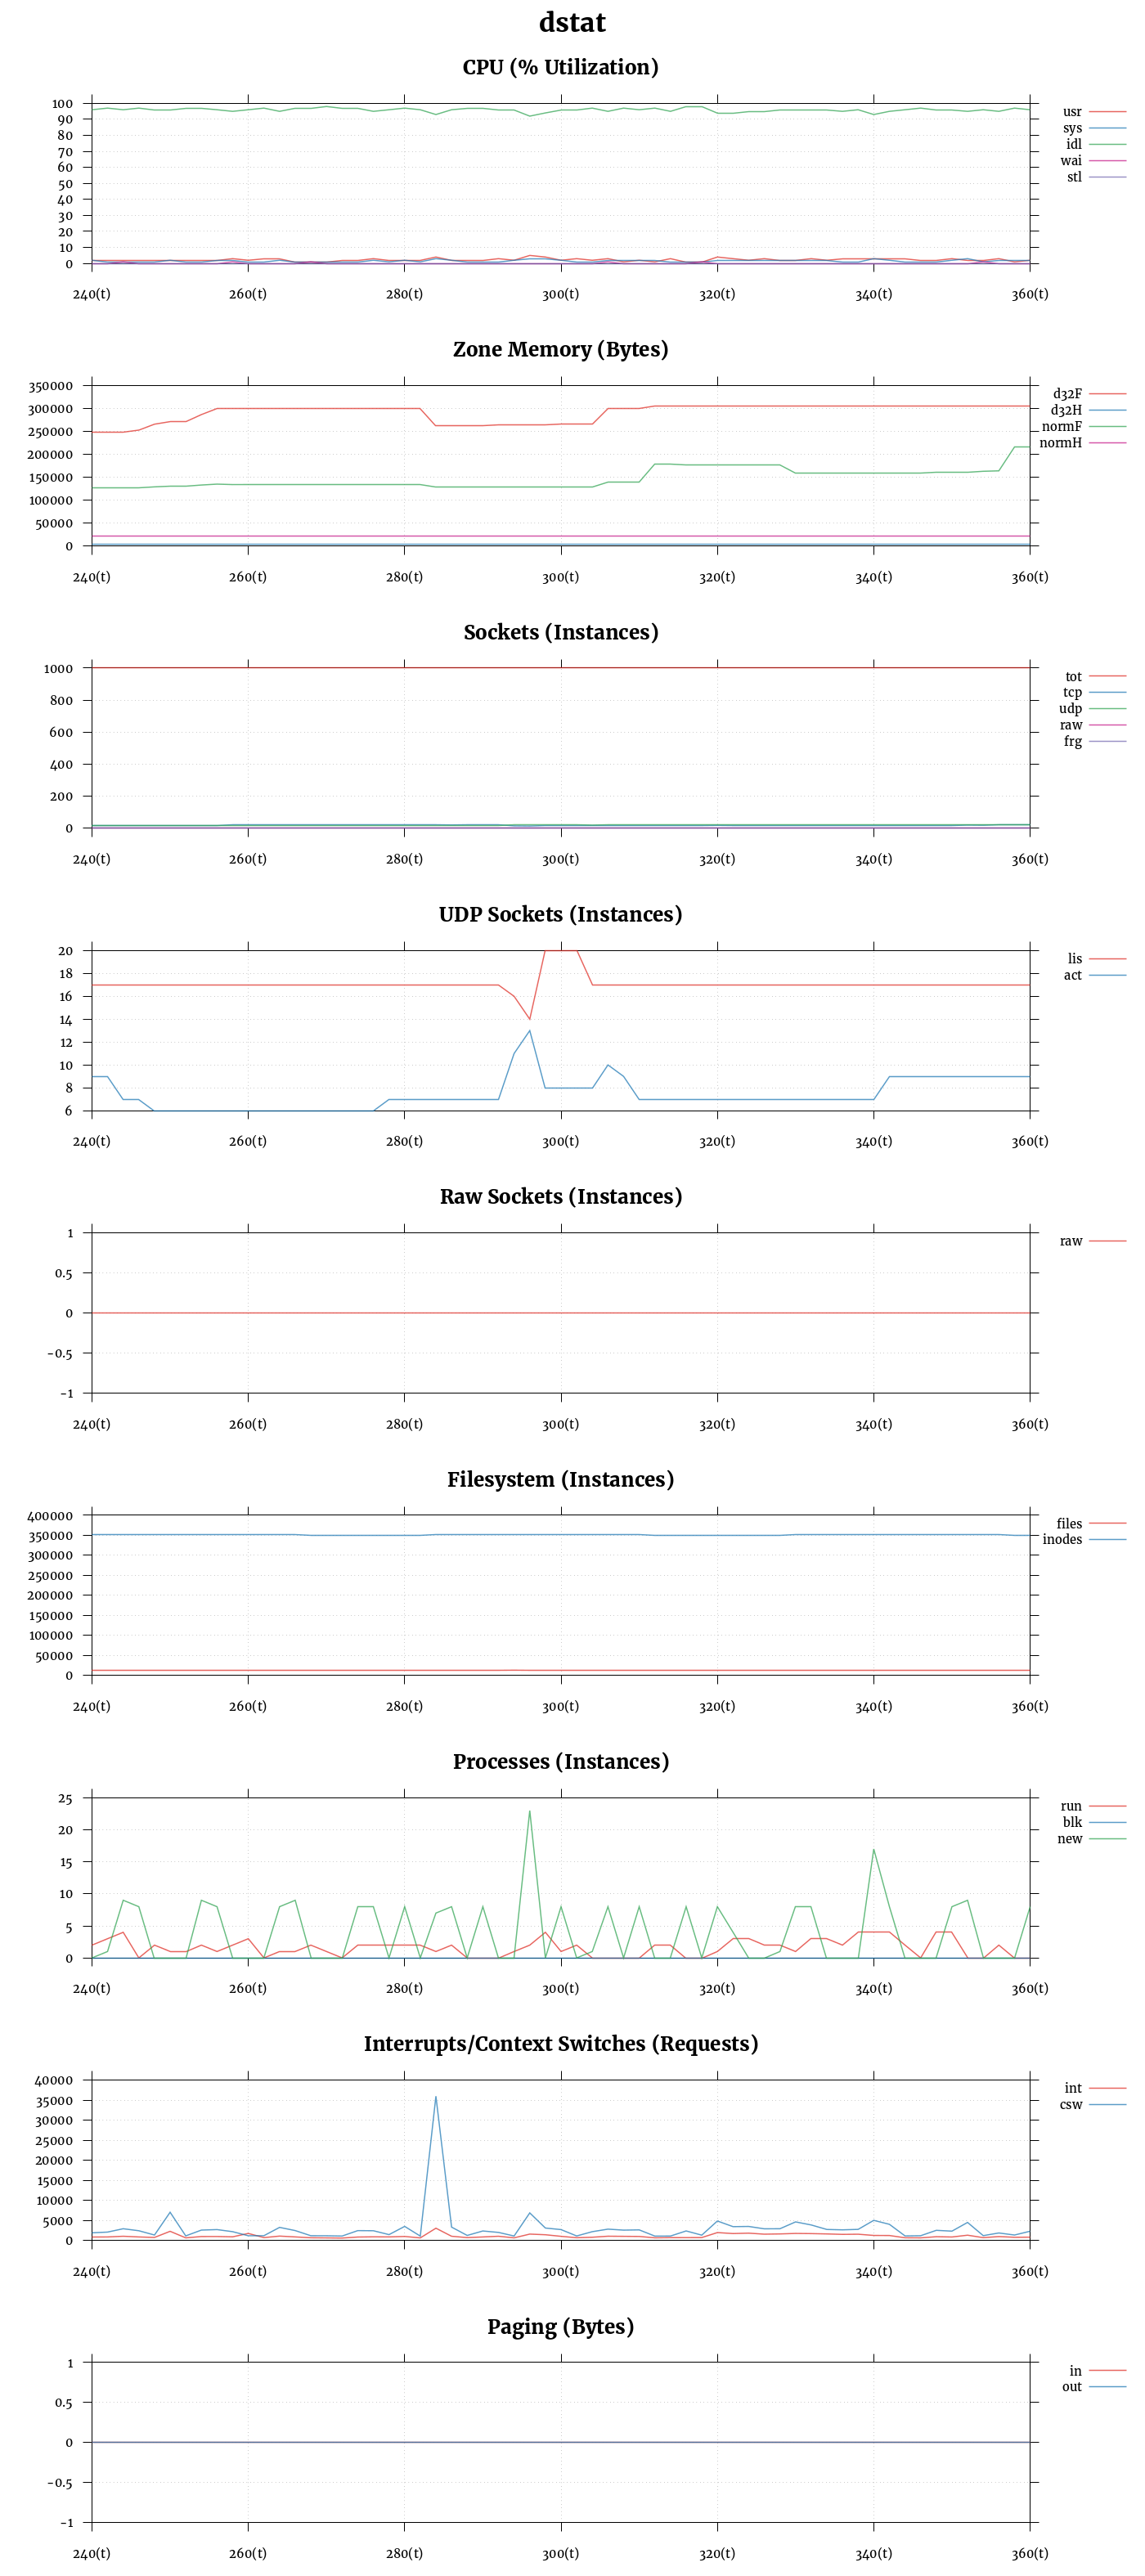 dstat
CPU (% Utilization)
100
90
80
70
60
50
40
30
20
10
0
240(t) 260(t) 280(t) 300(t) 320(t) 340(t) 360(t)
usr
sys
idl
wai
stl
Zone Memory (Bytes)
350000
300000
250000
200000
150000
100000
50000
0
240(t) 260(t) 280(t) 300(t) 320(t) 340(t) 360(t)
d32F
d32H
normF
normH
Sockets (Instances)
1000
800
600
400
200
0
240(t) 260(t) 280(t) 300(t) 320(t) 340(t) 360(t)
tot
tcp
udp
raw
frg
UDP Sockets (Instances)
20
18
16
14
12
10
8
6
240(t) 260(t) 280(t) 300(t) 320(t) 340(t) 360(t)
lis
act
Raw Sockets (Instances)
1
0.5
0
-0.5
-1
240(t) 260(t) 280(t) 300(t) 320(t) 340(t) 360(t)
raw
Filesystem (Instances)
400000
350000
300000
250000
200000
150000
100000
50000
0
240(t) 260(t) 280(t) 300(t) 320(t) 340(t) 360(t)
files
inodes
Processes (Instances)
25
20
15
10
5
0
240(t) 260(t) 280(t) 300(t) 320(t) 340(t) 360(t)
run
blk
new
Interrupts/Context Switches (Requests)
40000
35000
30000
25000
20000
15000
10000
5000
0
240(t) 260(t) 280(t) 300(t) 320(t) 340(t) 360(t)
int
csw
Paging (Bytes)
1
0.5
0
-0.5
-1
240(t) 260(t) 280(t) 300(t) 320(t) 340(t) 360(t)
in
out